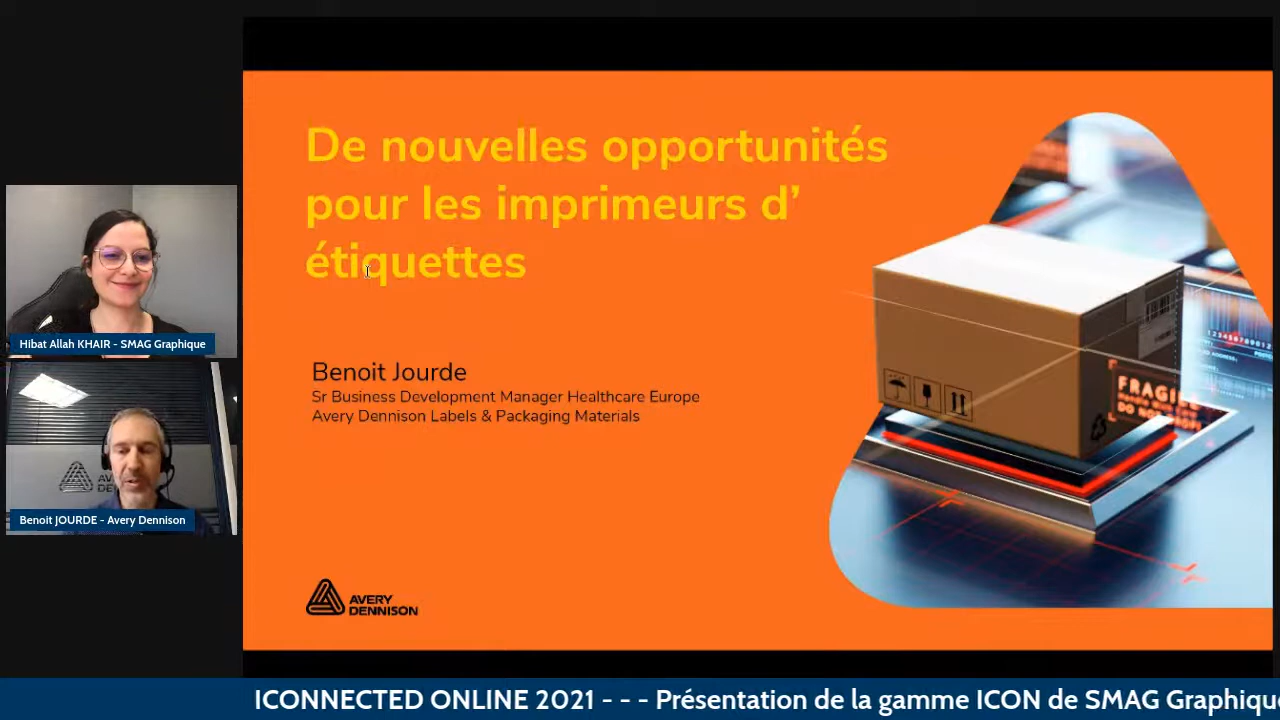 De nouvelles opportunités
pour les imprimeurs d’
étiquettes
Benoit Jourde
Sr Business Development Manager Healthcare Europe
Avery Dennison Labels & Packaging Materials
AVERY
DENNISON
FRAGILE
Hibat Allah KHAIR - SMAG Graphique
Benoit JOURDE - Avery Dennison
ICONNECTED ONLINE 2021 - - - Présentation de la gamme ICON de SMAG Graphiqu